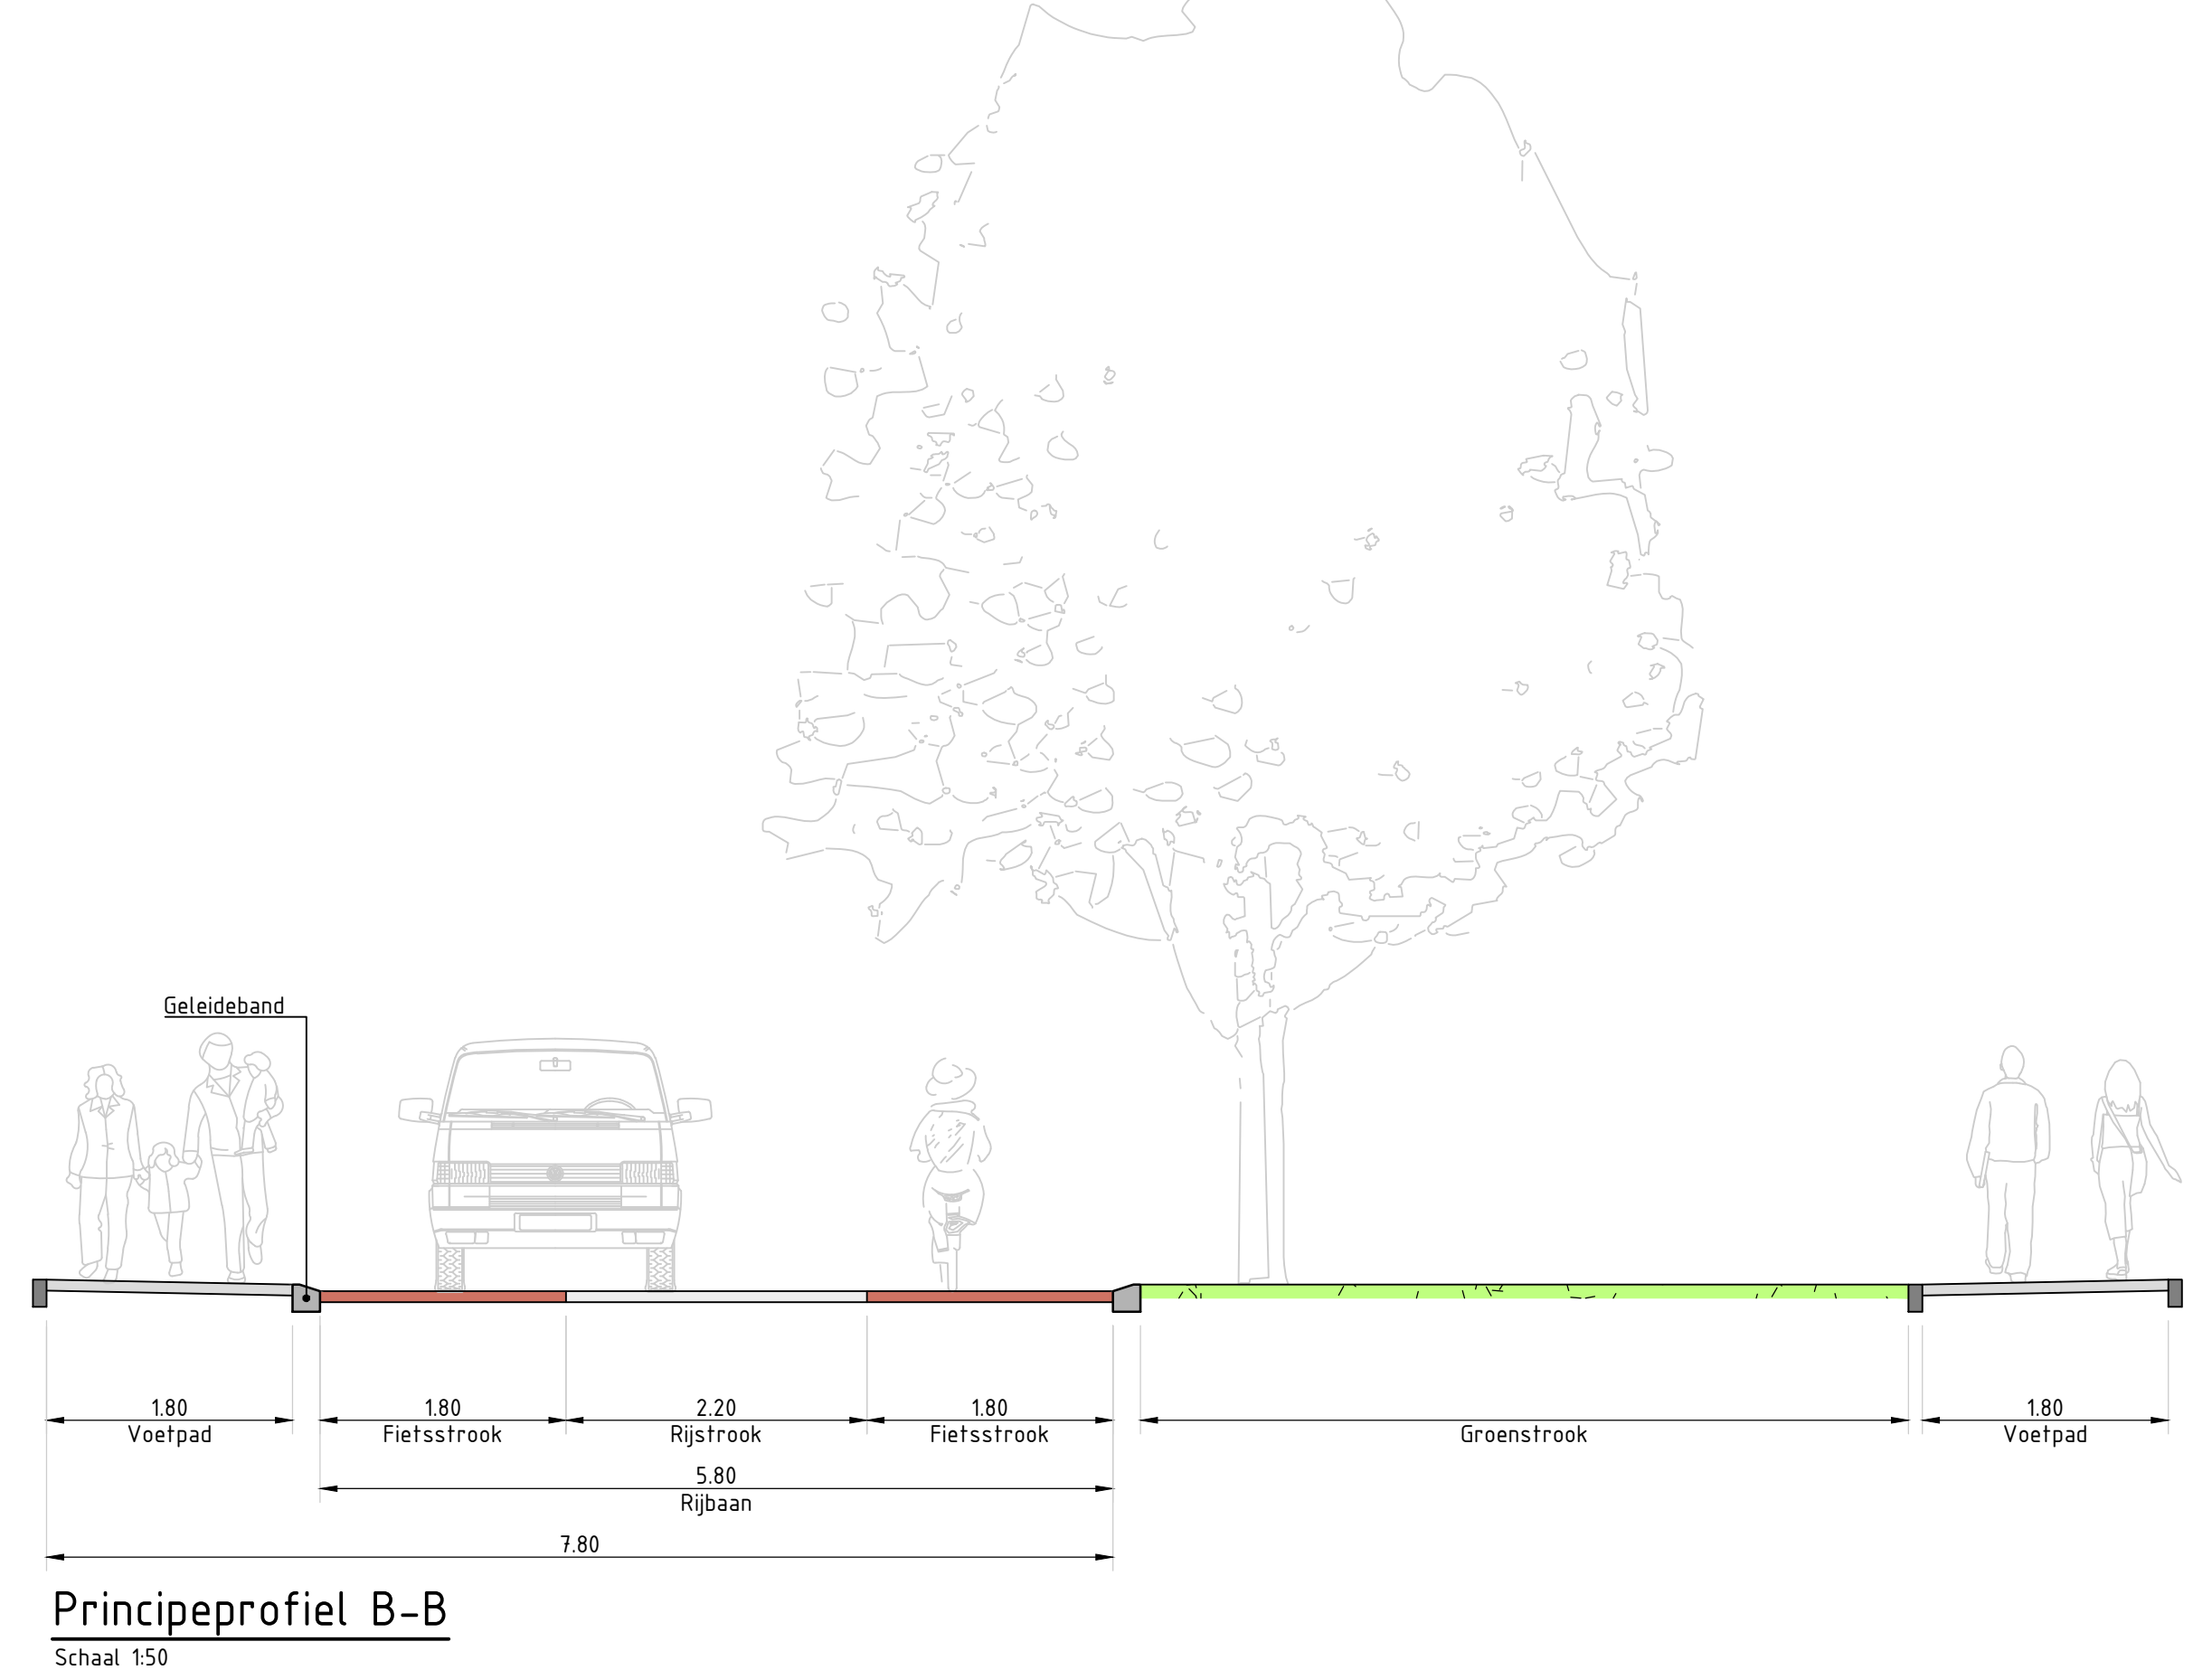 Geleideband
1.80 1.80 2.20 1.80 1.80
Voetpad Fietsstrook Rijstrook Fietsstrook Groenstrook Voetpad
5.80
Rijbaan
7.80
Principeprofiel B-B
Schaal 1:50